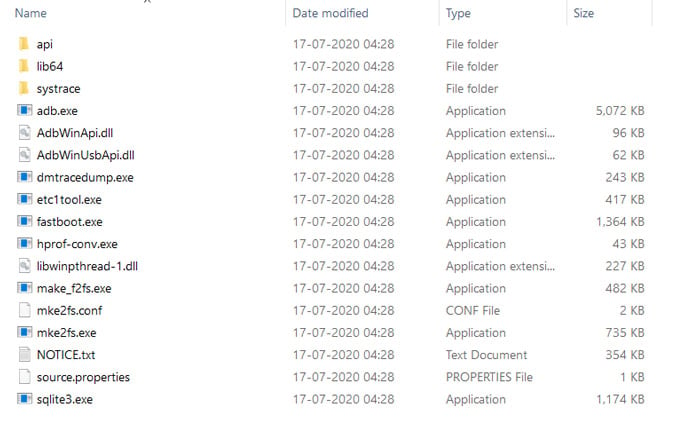 Name Date modified Type Size
api 17-07-2020 04:28 File folder
lib64 17-07-2020 04:28 File folder
systrace 17-07-2020 04:28 File folder
adb.exe 17-07-2020 04:28 Application 5,072 KB
AdbWinApi.dll 17-07-2020 04:28 Application extensi... 96 KB
AdbWinUsbApi.dll 17-07-2020 04:28 Application extensi... 62 KB
dmtracedump.exe 17-07-2020 04:28 Application 243 KB
etc1tool.exe 17-07-2020 04:28 Application 417 KB
fastboot.exe 17-07-2020 04:28 Application 1,364 KB
hprof-conv.exe 17-07-2020 04:28 Application 43 KB
libwinpthread-1.dll 17-07-2020 04:28 Application extensi... 227 KB
make_f2fs.exe 17-07-2020 04:28 Application 482 KB
mke2fs.conf 17-07-2020 04:28 CONF File 2 KB
mke2fs.exe 17-07-2020 04:28 Application 735 KB
NOTICE.txt 17-07-2020 04:28 Text Document 354 KB
source.properties 17-07-2020 04:28 PROPERTIES File 1 KB
sqlite3.exe 17-07-2020 04:28 Application 1,174 KB